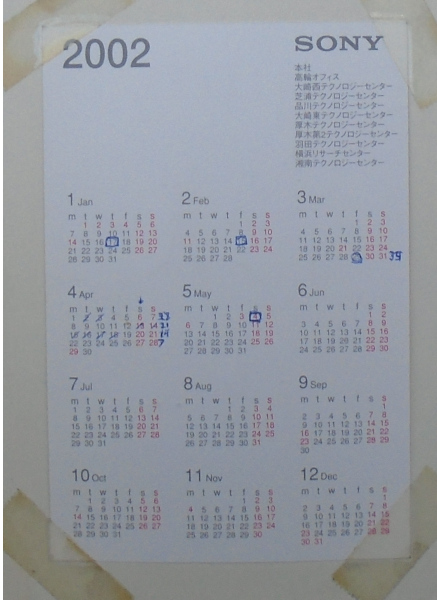 2002
SONY
本社
高輪オフィス
大崎西テクノロジーセンター
芝浦テクノロジーセンター
品川テクノロジーセンター
大崎東テクノロジーセンター
厚木テクノロジーセンター
厚木第2テクノロジーセンター
羽田テクノロジーセンター
横浜リサーチセンター
湘南テクノロジーセンター
1 Jan
m t w t f s s
1 2 3 4 5 6
7 8 9 10 11 12 13
14 15 16 18 19 20
21 22 23 24 25 26 27
28 29 30 31
2 Feb
m t w t f s s
1 2 3
4 5 6 7 8 9 10
11 12 13 14 15 16 17
18 19 20 21 22 23 24
25 26 27 28
3 Mar
m t w t f s s
1 2 3
4 5 6 7 8 9 10
11 12 13 14 15 16 17
18 19 20 21 22 23 24
25 26 27 28 30 31
4 Apr
m t w t f s s
1 2 3 4 5 6 7
8 9 10 11 12 13 14 21
15 16 17 18 19 20 21 14
22 23 24 25 26 27 28 7
29 30
5 May
m t w t f s s
1 2 3 4 5
6 7 8 9 10 11 12
13 14 15 16 17 18 19
20 21 22 23 24 25 26
27 28 29 30 31
6 Jun
m t w t f s s
1 2
3 4 5 6 7 8 9
10 11 12 13 14 15 16
17 18 19 20 21 22 23
24 25 26 27 28 29 30
7 Jul
m t w t f s s
1 2 3 4 5 6 7
8 9 10 11 12 13 14
15 16 17 18 19 20 21
22 23 24 25 26 27 28
29 30 31
8 Aug
m t w t f s s
1 2 3 4
5 6 7 8 9 10 11
12 13 14 15 16 17 18
19 20 21 22 23 24 25
26 27 28 29 30 31
9 Sep
m t w t f s s
1
2 3 4 5 6 7 8
9 10 11 12 13 14 15
16 17 18 19 20 21 22
23 24 25 26 27 28 29
30
10 Oct
m t w t f s s
1 2 3 4 5 6
7 8 9 10 11 12 13
14 15 16 17 18 19 20
21 22 23 24 25 26 27
28 29 30 31
11 Nov
m t w t f s s
1 2 3
4 5 6 7 8 9 10
11 12 13 14 15 16 17
18 19 20 21 22 23 24
25 26 27 28 29 30
12 Dec
m t w t f s s
1
2 3 4 5 6 7 8
9 10 11 12 13 14 15
16 17 18 19 20 21 22
23 24 25 26 27 28 29
30 31